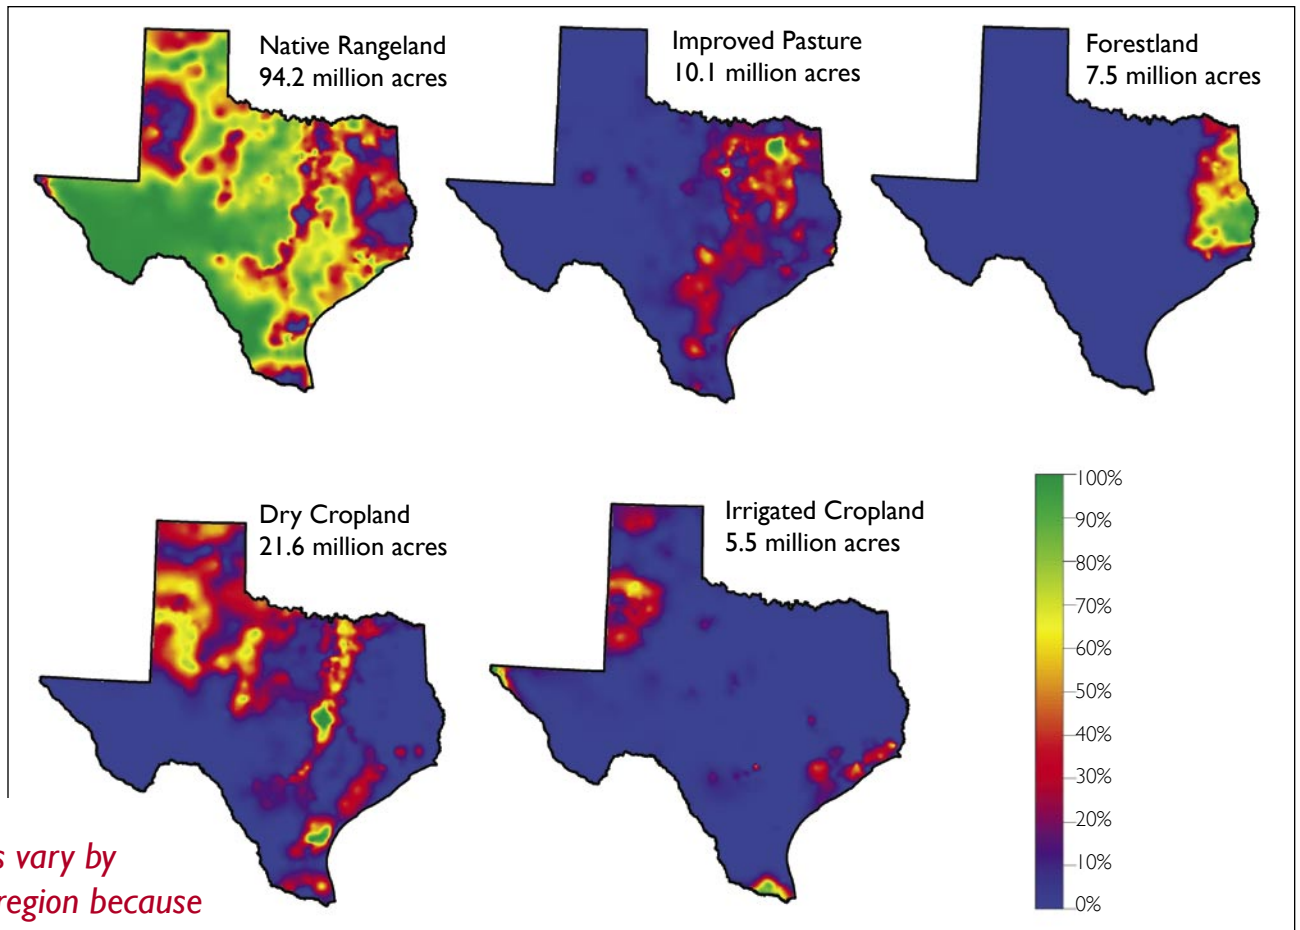 Native Rangeland
94.2 million acres
Improved Pasture
10.1 million acres
Forestland
7.5 million acres
Dry Cropland
21.6 million acres
Irrigated Cropland
5.5 million acres
100%
90%
80%
70%
60%
50%
40%
30%
20%
10%
0%
s vary by
region because